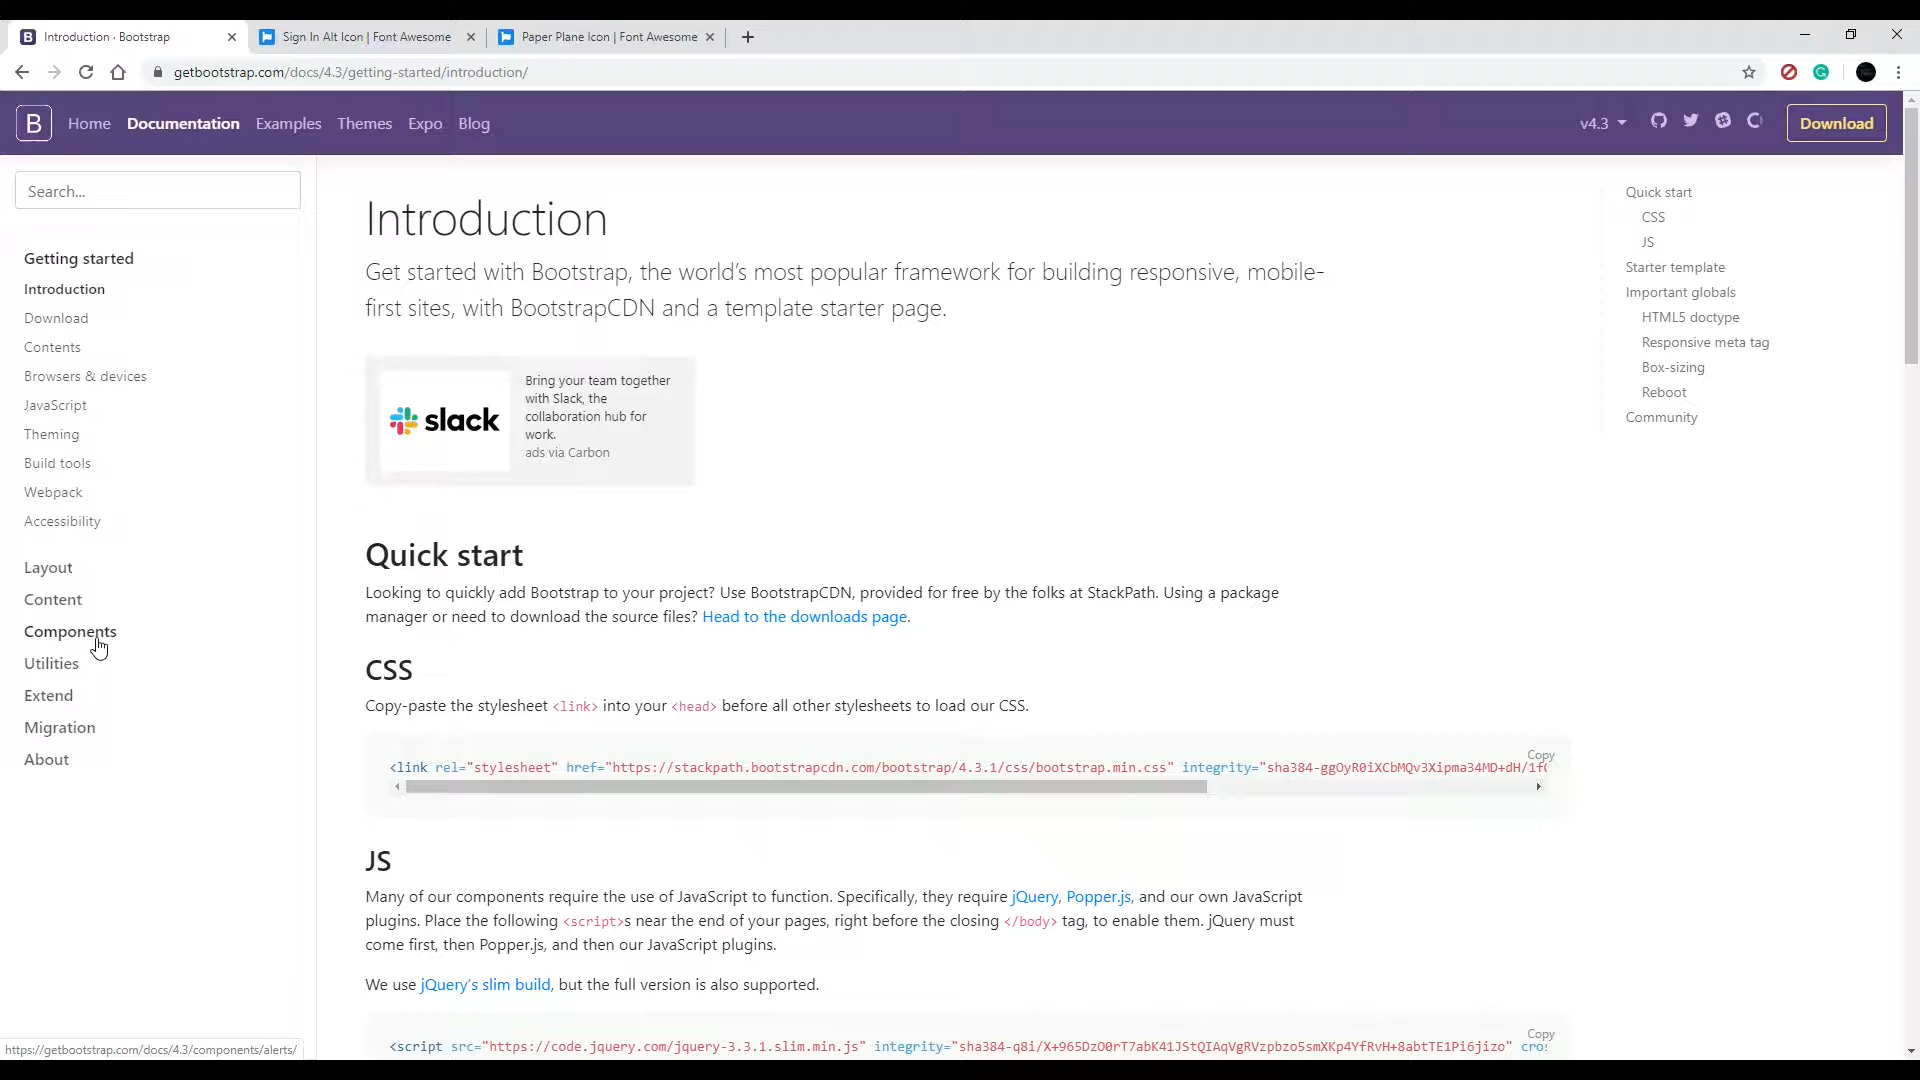 Introduction · Bootstrap
Sign In Alt Icon | Font Awesome
Paper Plane Icon | Font Awesome
getbootstrap.com/docs/4.3/getting-started/introduction/
B Home Documentation Examples Themes Expo Blog v4.3 Download
Search...
Getting started
Introduction
Download
Contents
Browsers & devices
JavaScript
Theming
Build tools
Webpack
Accessibility
Layout
Content
Components
Utilities
Extend
Migration
About
Introduction
Get started with Bootstrap, the world’s most popular framework for building responsive, mobile-
first sites, with BootstrapCDN and a template starter page.
slack
Bring your team together
with Slack, the
collaboration hub for
work.
ads via Carbon
Quick start
Looking to quickly add Bootstrap to your project? Use BootstrapCDN, provided for free by the folks at StackPath. Using a package
manager or need to download the source files? Head to the downloads page.
CSS
Copy-paste the stylesheet <link> into your <head> before all other stylesheets to load our CSS.
Copy
<link rel="stylesheet" href="https://stackpath.bootstrapcdn.com/bootstrap/4.3.1/css/bootstrap.min.css" integrity="sha384-ggOyR0iXCbMQv3Xipma34MD+dH/1f
JS
Many of our components require the use of JavaScript to function. Specifically, they require jQuery, Popper.js, and our own JavaScript
plugins. Place the following <script>s near the end of your pages, right before the closing </body> tag, to enable them. jQuery must
come first, then Popper.js, and then our JavaScript plugins.
We use jQuery’s slim build, but the full version is also supported.
Copy
<script src="https://code.jquery.com/jquery-3.3.1.slim.min.js" integrity="sha384-q8i/X+965DzO0rT7abK41JStQIAqVgRVzpbzo5smXKp4YfRvH+8abtTE1Pi6jizo" cros
Quick start
CSS
JS
Starter template
Important globals
HTML5 doctype
Responsive meta tag
Box-sizing
Reboot
Community
https://getbootstrap.com/docs/4.3/components/alerts/